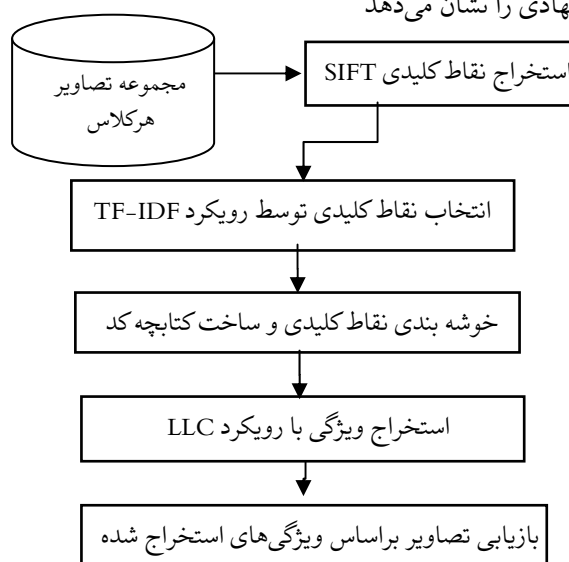 هادی را نشان می‌دهد
مجموعه تصاویر
هرکلاس
استخراج نقاط کلیدی SIFT
انتخاب نقاط کلیدی توسط رویکرد TF-IDF
خوشه بندی نقاط کلیدی و ساخت کتابچه کد
استخراج ویژگی با رویکرد LLC
بازیابی تصاویر براساس ویژگی‌های استخراج شده